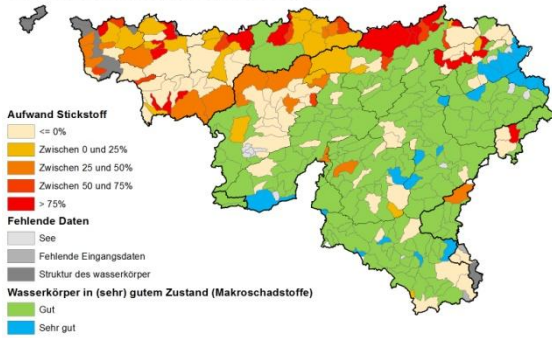 Aufwand Stickstoff
<= 0%
Zwischen 0 und 25%
Zwischen 25 und 50%
Zwischen 50 und 75%
> 75%
Fehlende Daten
See
Fehlende Eingangsdaten
Struktur des wasserkörper
Wasserkörper in (sehr) gutem Zustand (Makroschadstoffe)
Gut
Sehr gut